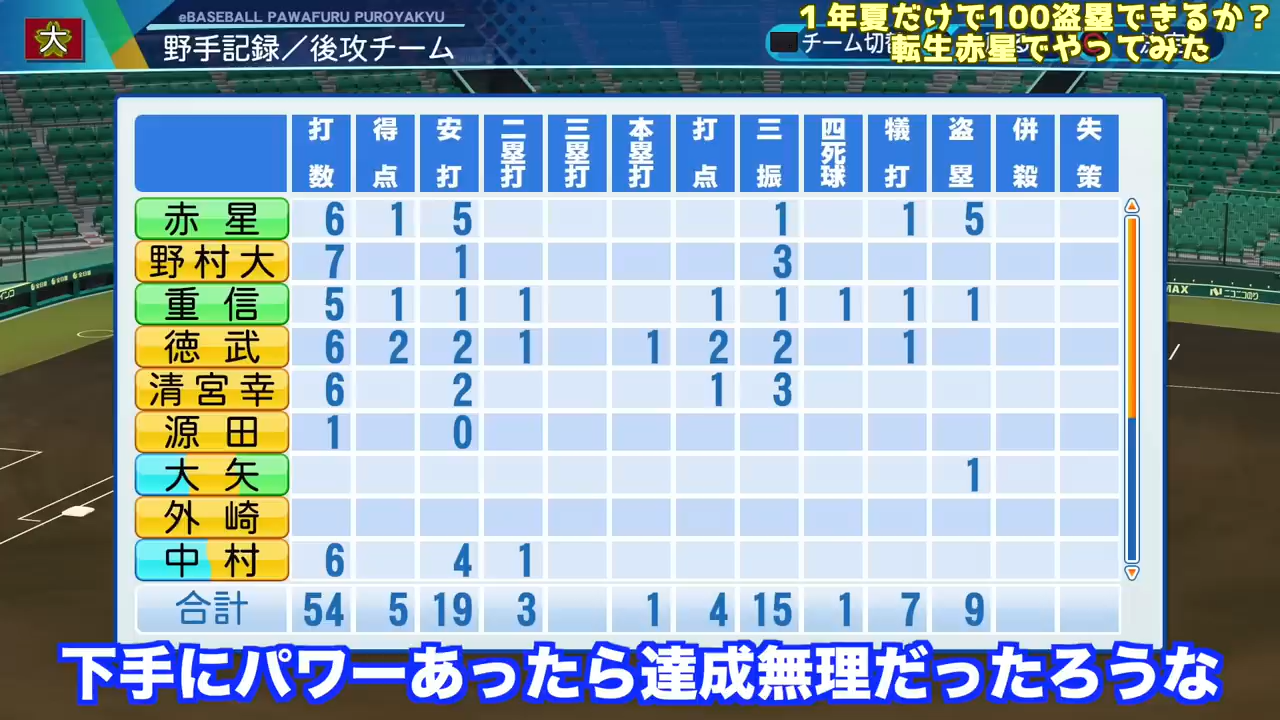 eBASEBALL PAWAFURU PUROYAKYU
大 野手記録／後攻チーム
チーム切替
１年夏だけで100盗塁できるか？
転生赤星でやってみた
打数 得点 安打 二塁打 三塁打 本塁打 打点 三振 四死球 犠打 盗塁 併殺 失策
赤星 6 1 5 1 1 5
野村大 7 1 3
重信 5 1 1 1 1 1 1 1 1
徳武 6 2 2 1 1 2 2 1
清宮幸 6 2 1 3
源田 1 0
大矢 1
外崎
中村 6 4 1
合計 54 5 19 3 1 4 15 1 7 9
MAX ニコニコのり
下手にパワーあったら達成無理だったろうな